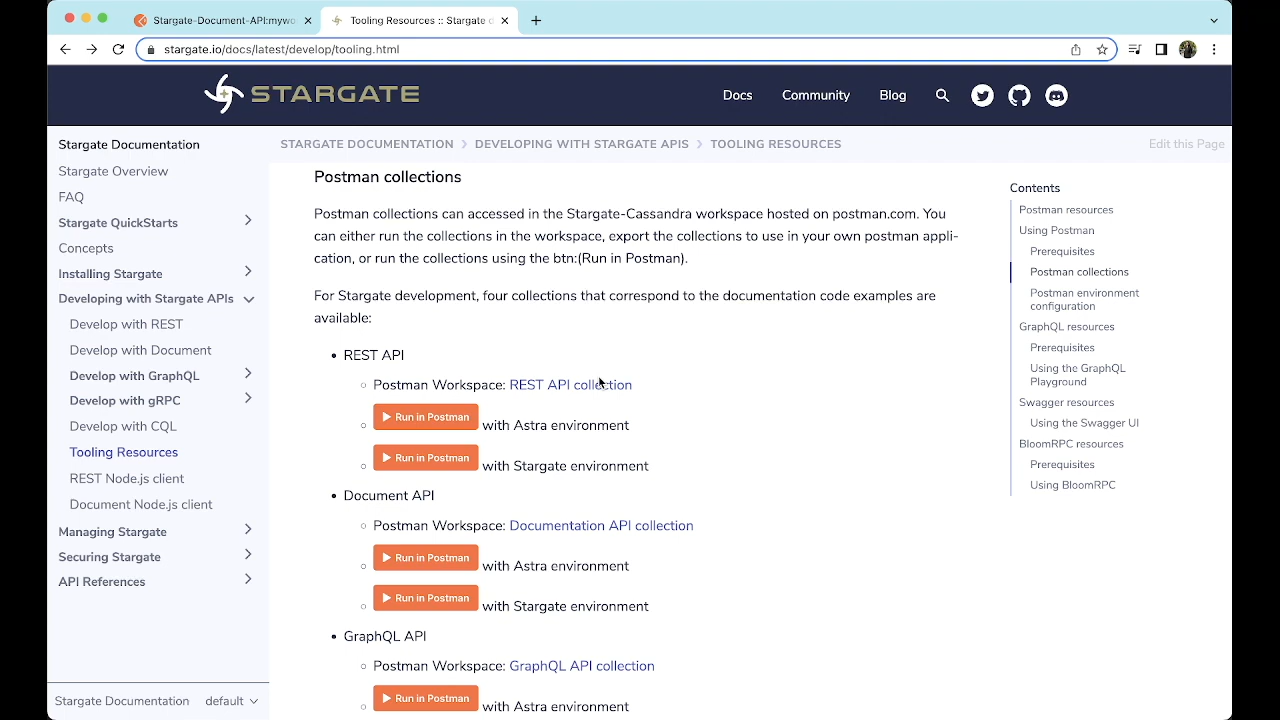 Stargate-Document-API:mywo
Tooling Resources :: Stargate d
stargate.io/docs/latest/develop/tooling.html
STARGATE
Docs
Community
Blog
Stargate Documentation
Stargate Overview
FAQ
Stargate QuickStarts
Concepts
Installing Stargate
Developing with Stargate APIs
Develop with REST
Develop with Document
Develop with GraphQL
Develop with gRPC
Develop with CQL
Tooling Resources
REST Node.js client
Document Node.js client
Managing Stargate
Securing Stargate
API References
Stargate Documentation default
STARGATE DOCUMENTATION > DEVELOPING WITH STARGATE APIS > TOOLING RESOURCES
Edit this Page
Postman collections
Postman collections can accessed in the Stargate-Cassandra workspace hosted on postman.com. You
can either run the collections in the workspace, export the collections to use in your own postman appli-
cation, or run the collections using the btn:(Run in Postman).
For Stargate development, four collections that correspond to the documentation code examples are
available:
• REST API
Postman Workspace: REST API collection
Run in Postman with Astra environment
Run in Postman with Stargate environment
• Document API
Postman Workspace: Documentation API collection
Run in Postman with Astra environment
Run in Postman with Stargate environment
• GraphQL API
Postman Workspace: GraphQL API collection
Run in Postman with Astra environment
Contents
Postman resources
Using Postman
Prerequisites
Postman collections
Postman environment
configuration
GraphQL resources
Prerequisites
Using the GraphQL
Playground
Swagger resources
Using the Swagger UI
BloomRPC resources
Prerequisites
Using BloomRPC